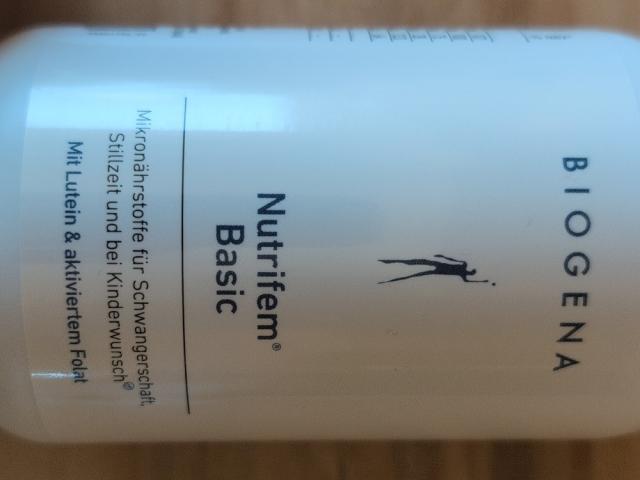 BIOGENA
Nutrifem®
Basic
Mikronährstoffe für Schwangerschaft,
Stillzeit und bei Kinderwunsch
Mit Lutein & aktiviertem Folat